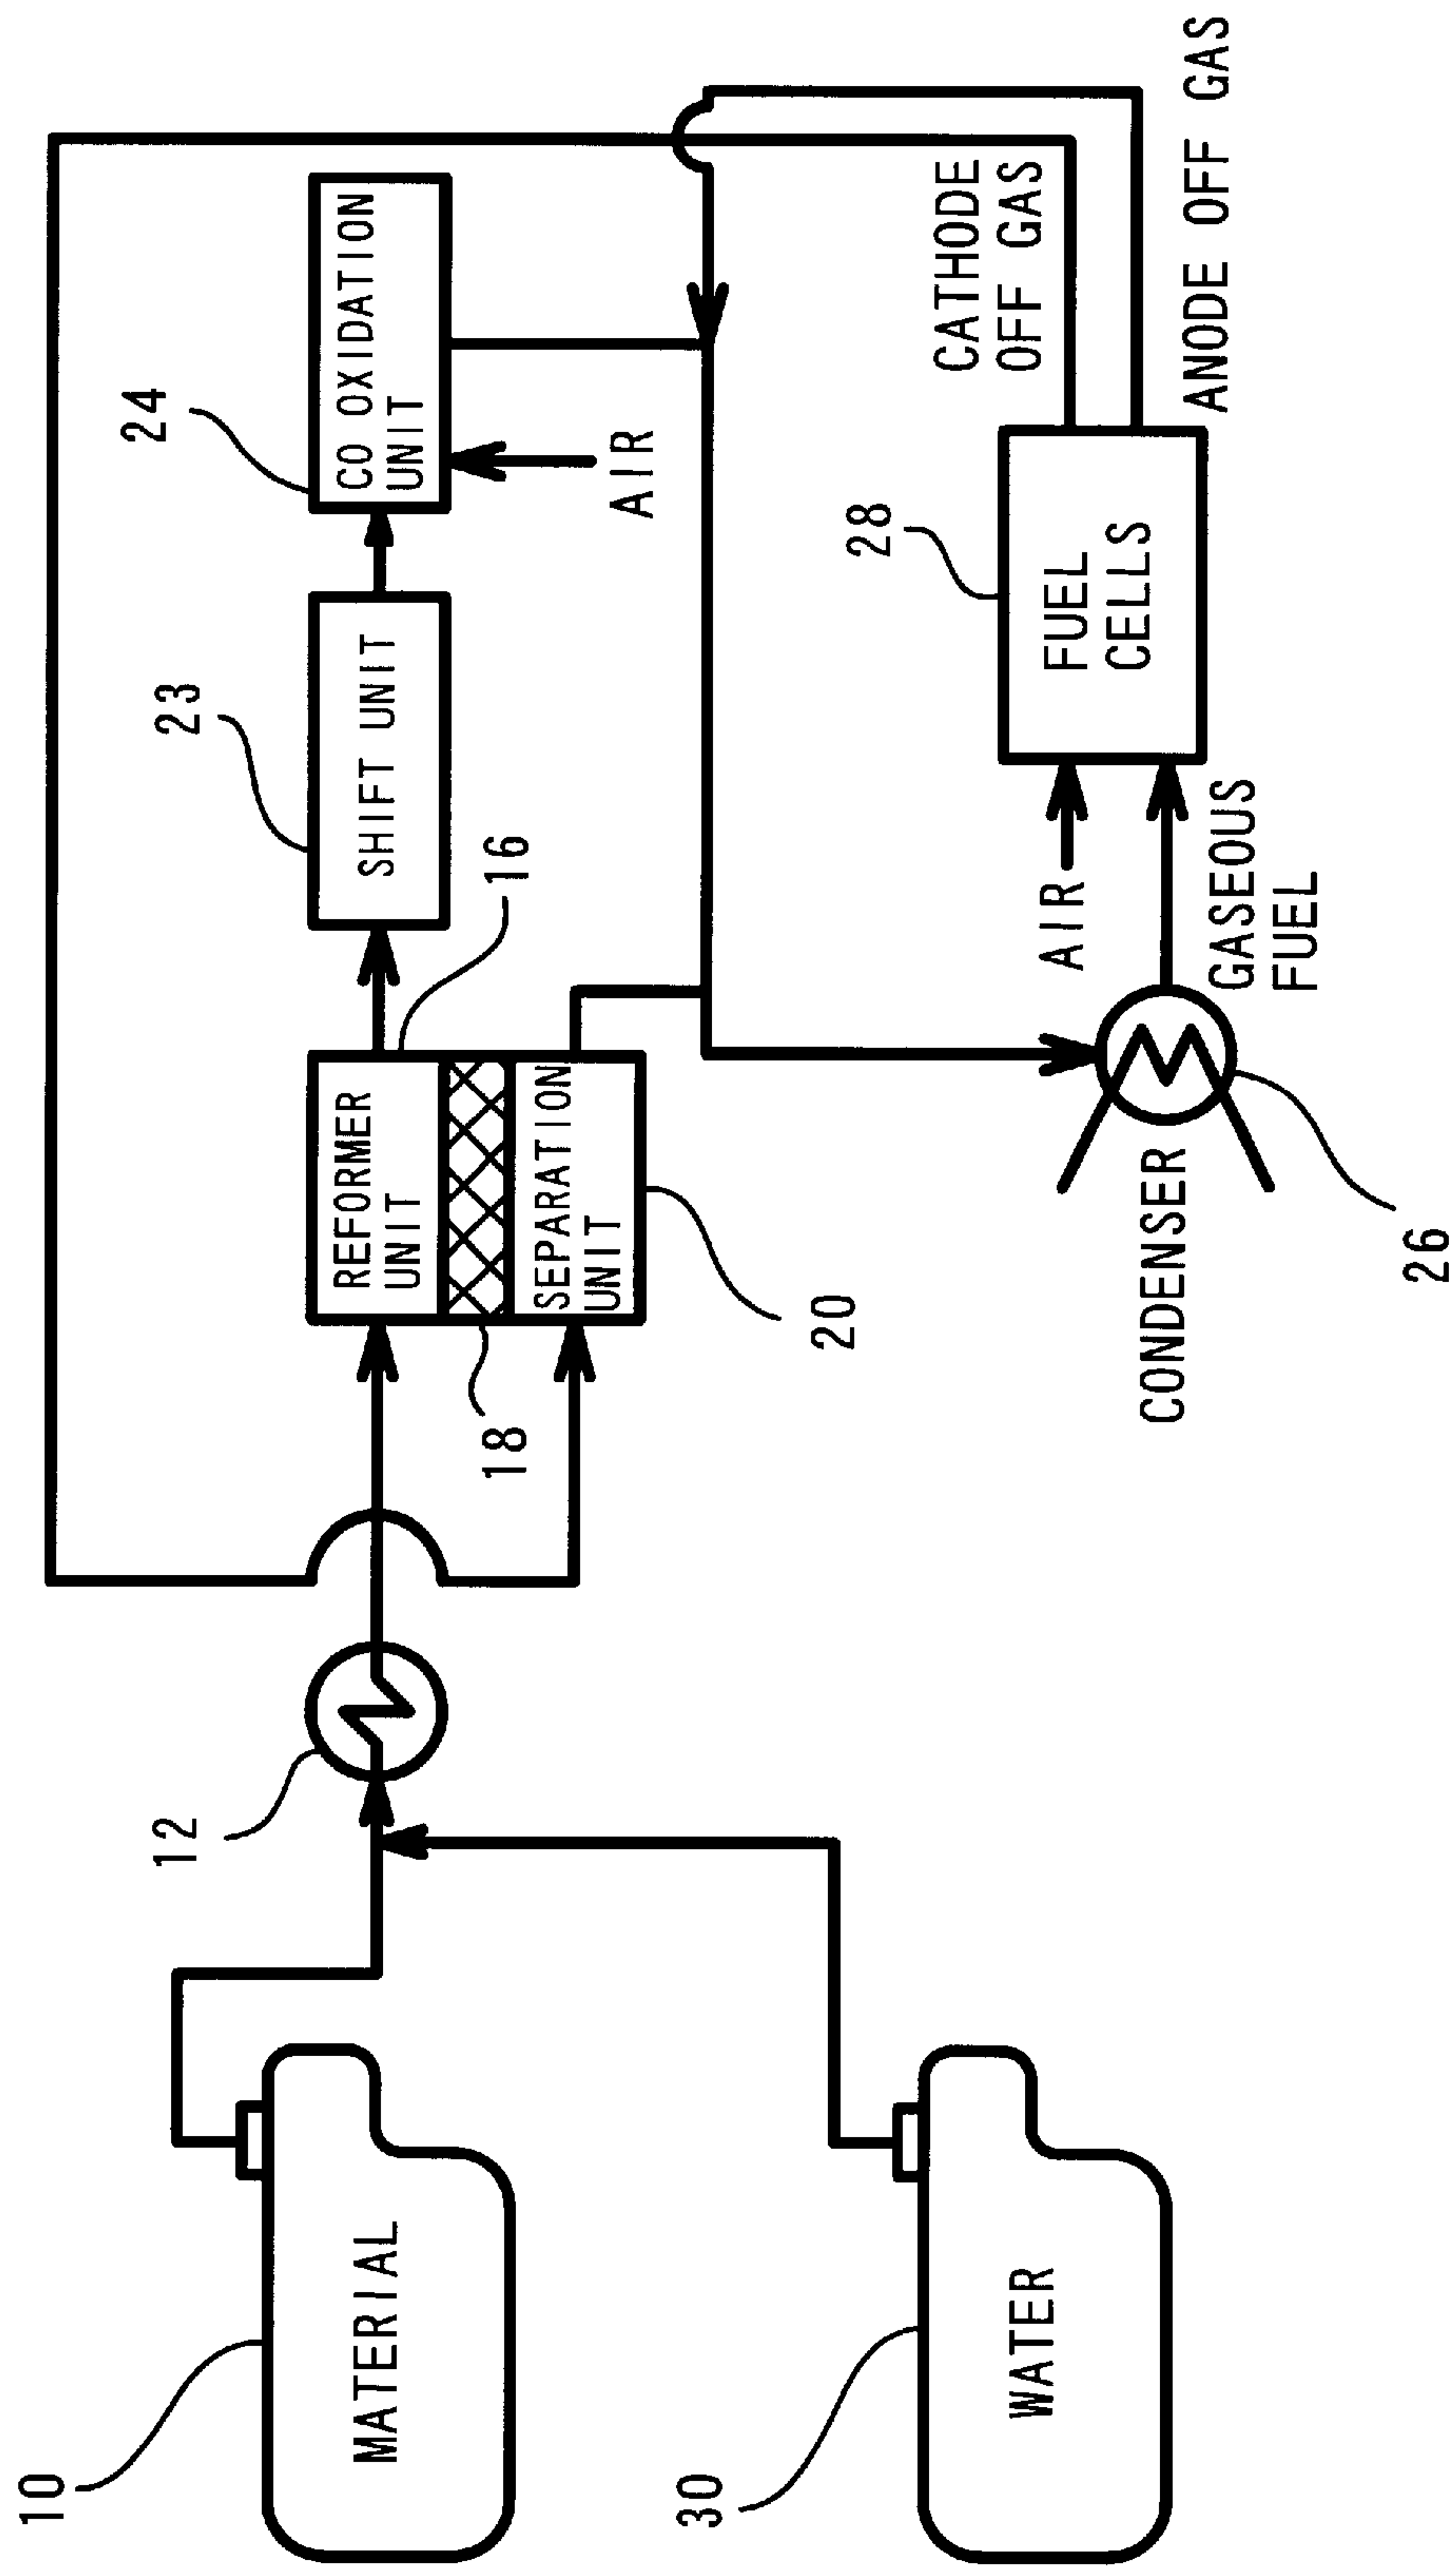 10
MATERIAL
30
WATER
12
18
REFORMER
UNIT
SEPARATION
UNIT
16
20
23
SHIFT UNIT
24
CO OXIDATION
UNIT
AIR
CONDENSER
26
AIR
GASEOUS
FUEL
28
FUEL
CELLS
CATHODE
OFF GAS
ANODE OFF GAS